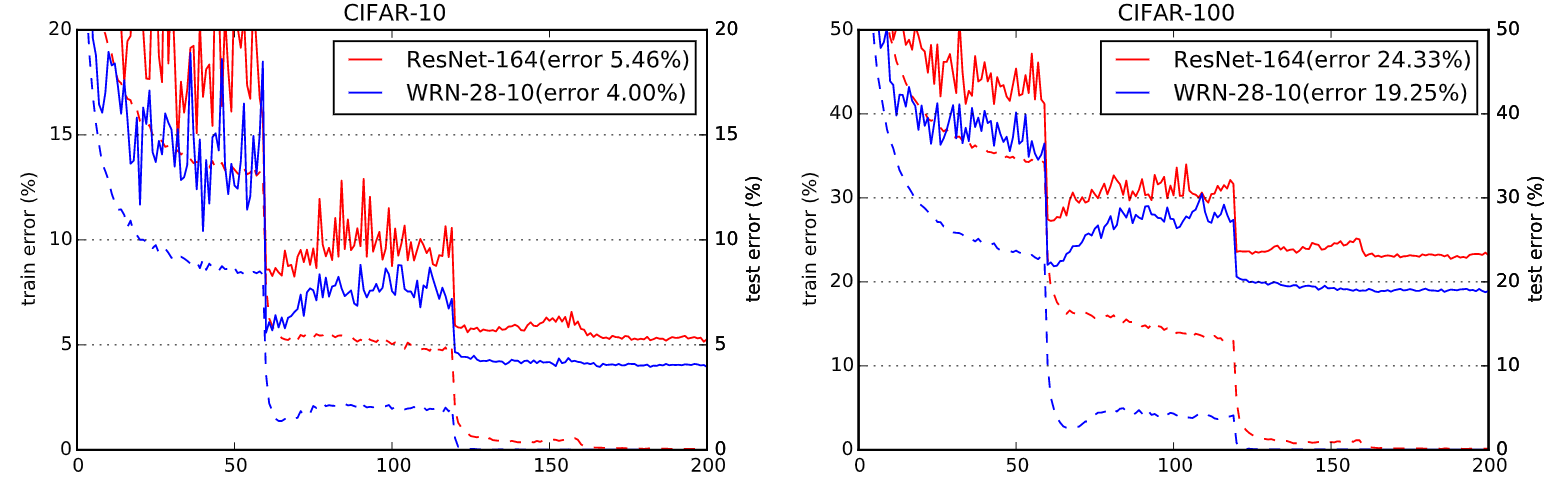 CIFAR-10
20
15
10
5
0
train error (%)
ResNet-164(error 5.46%)
WRN-28-10(error 4.00%)
20
15
10
5
0
test error (%)
0 50 100 150 200
CIFAR-100
50
40
30
20
10
0
train error (%)
ResNet-164(error 24.33%)
WRN-28-10(error 19.25%)
50
40
30
20
10
0
test error (%)
0 50 100 150 200